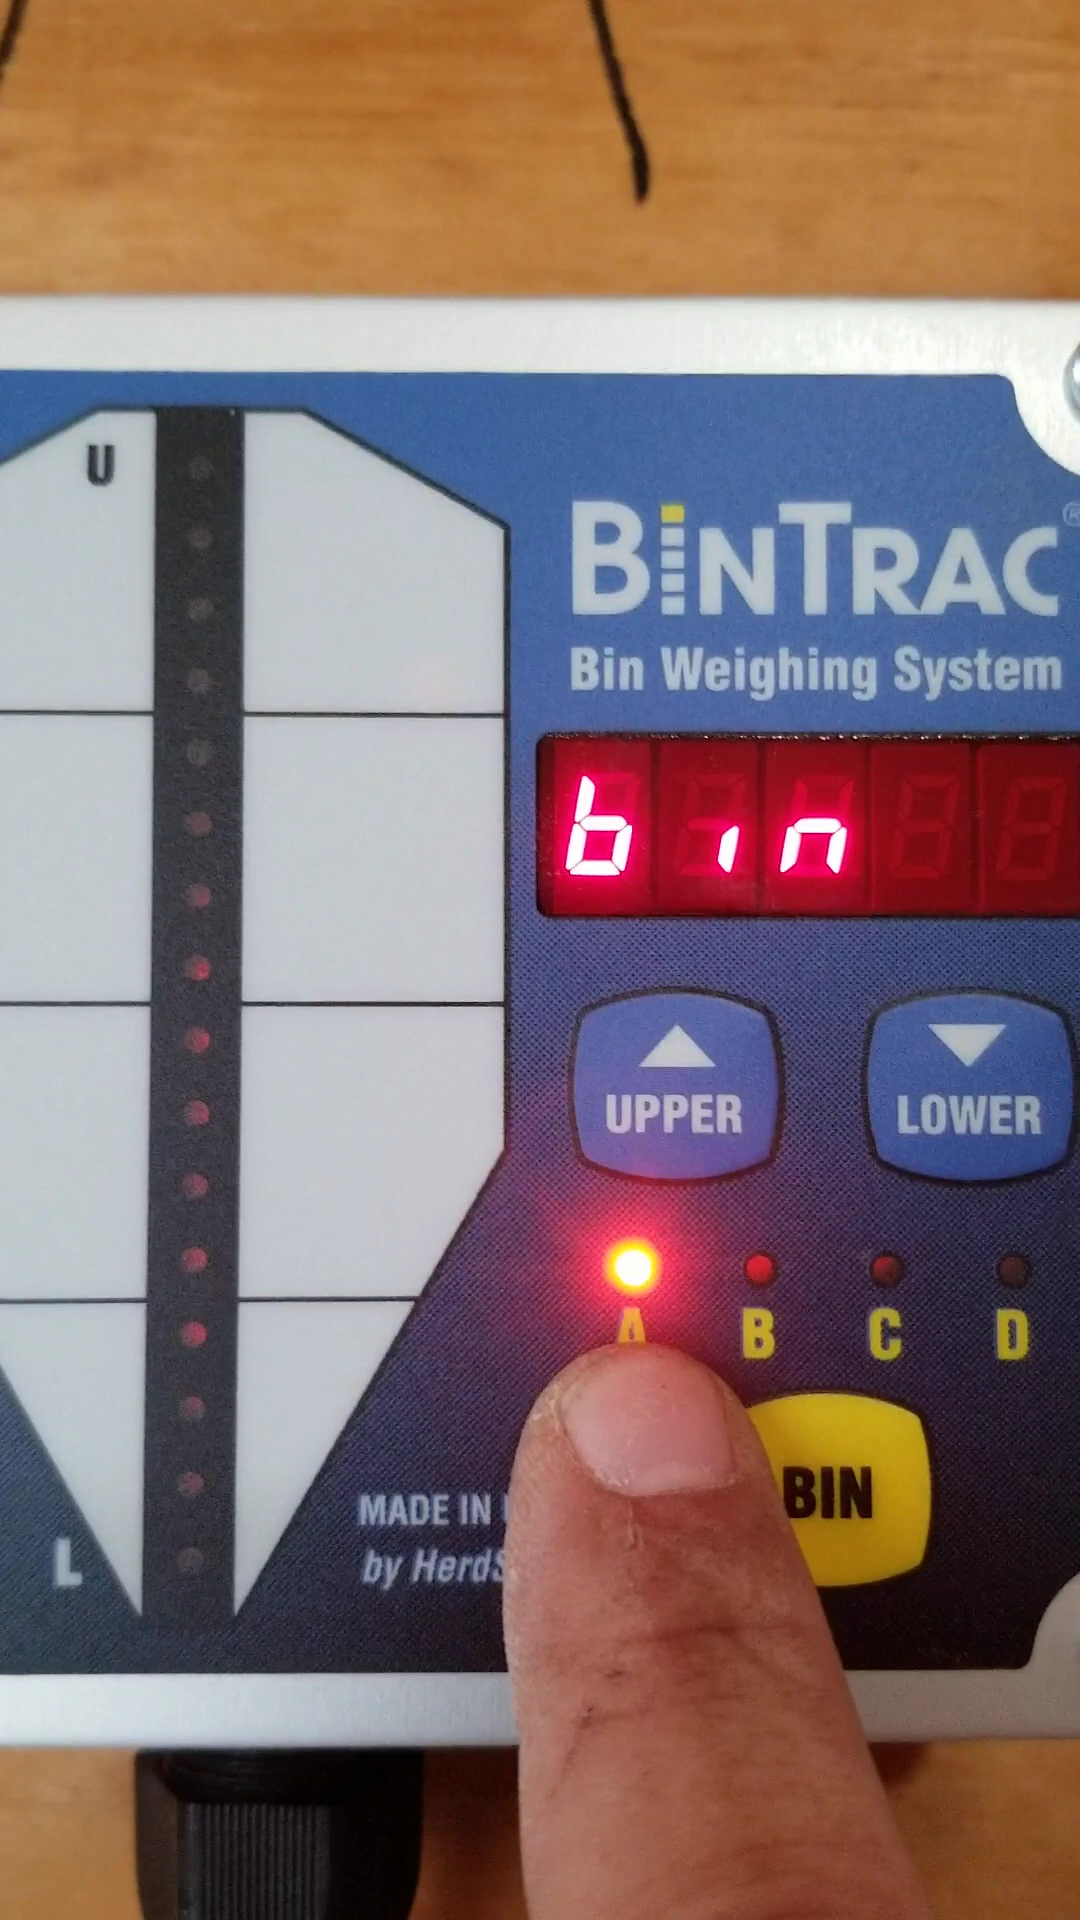 U
BINTRAC®
Bin Weighing System
bin
UPPER
LOWER
A B C D
BIN
MADE IN
by Herd
L